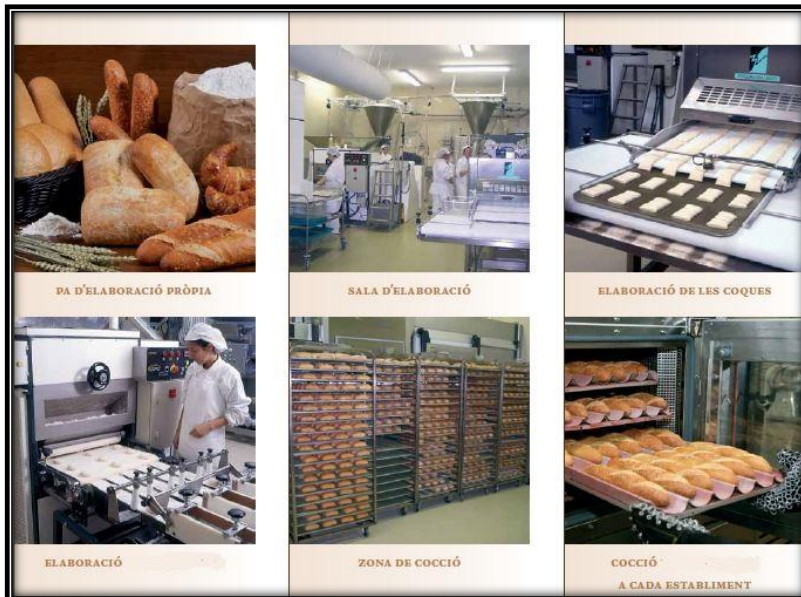 PA D'ELABORACIÓ PRÒPIA
SALA D'ELABORACIÓ
ELABORACIÓ DE LES COQUES
ELABORACIÓ
ZONA DE COCCIÓ
COCCIÓ
A CADA ESTABLIMENT